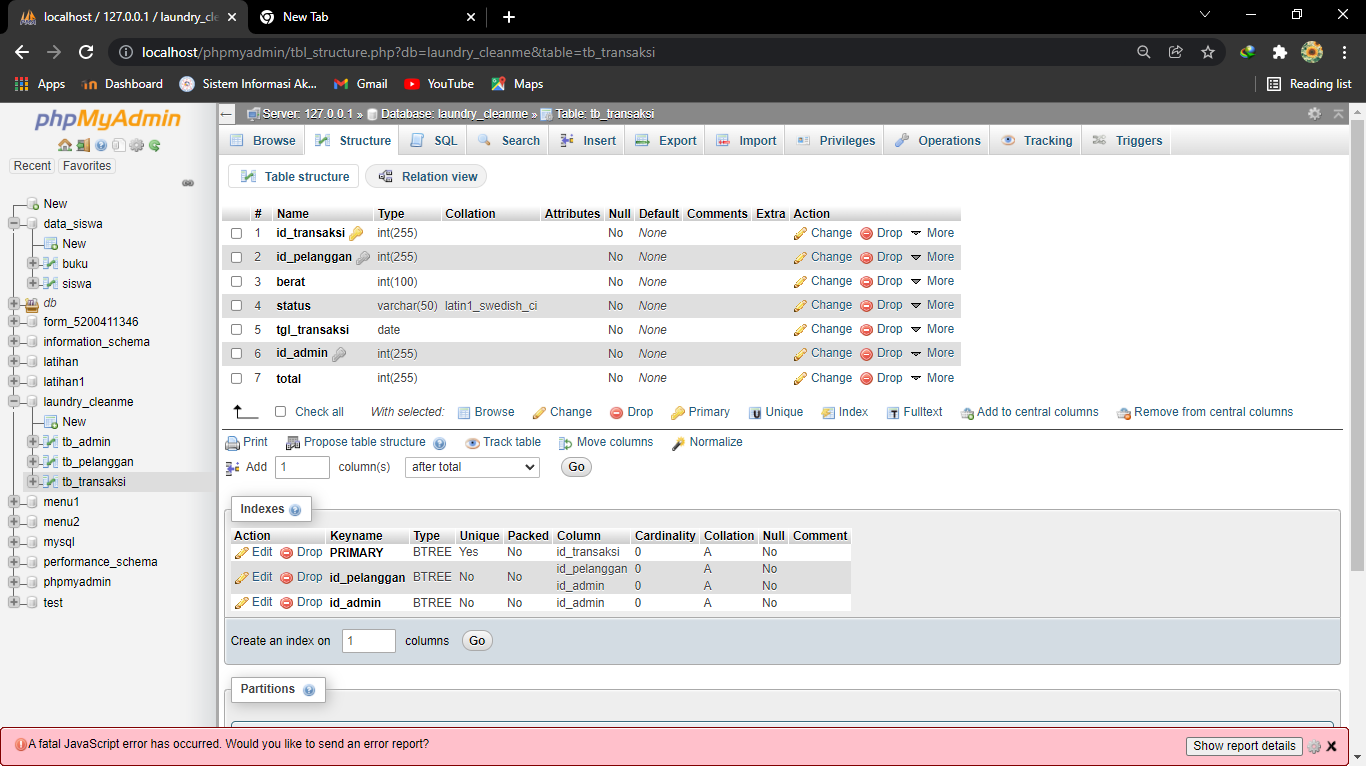 localhost / 127.0.0.1 / laundry_cle
New Tab
localhost/phpmyadmin/tbl_structure.php?db=laundry_cleanme&table=tb_transaksi
Apps Dashboard Sistem Informasi Ak... Gmail YouTube Maps Reading list
phpMyAdmin
Recent Favorites
New
data_siswa
New
buku
siswa
db
form_5200411346
information_schema
latihan
latihan1
laundry_cleanme
New
tb_admin
tb_pelanggan
tb_transaksi
menu1
menu2
mysql
performance_schema
phpmyadmin
test
Server: 127.0.0.1 » Database: laundry_cleanme » Table: tb_transaksi
Browse Structure SQL Search Insert Export Import Privileges Operations Tracking Triggers
Table structure Relation view
# Name Type Collation Attributes Null Default Comments Extra Action
1 id_transaksi int(255) No None Change Drop More
2 id_pelanggan int(255) No None Change Drop More
3 berat int(100) No None Change Drop More
4 status varchar(50) latin1_swedish_ci No None Change Drop More
5 tgl_transaksi date No None Change Drop More
6 id_admin int(255) No None Change Drop More
7 total int(255) No None Change Drop More
Check all With selected: Browse Change Drop Primary Unique Index Fulltext Add to central columns Remove from central columns
Print Propose table structure Track table Move columns Normalize
Add 1 column(s) after total Go
Indexes
Action Keyname Type Unique Packed Column Cardinality Collation Null Comment
Edit Drop PRIMARY BTREE Yes No id_transaksi 0 A No
Edit Drop id_pelanggan BTREE No No id_pelanggan 0 A No
id_admin 0 A No
Edit Drop id_admin BTREE No No id_admin 0 A No
Create an index on 1 columns Go
Partitions
A fatal JavaScript error has occurred. Would you like to send an error report?
Show report details X